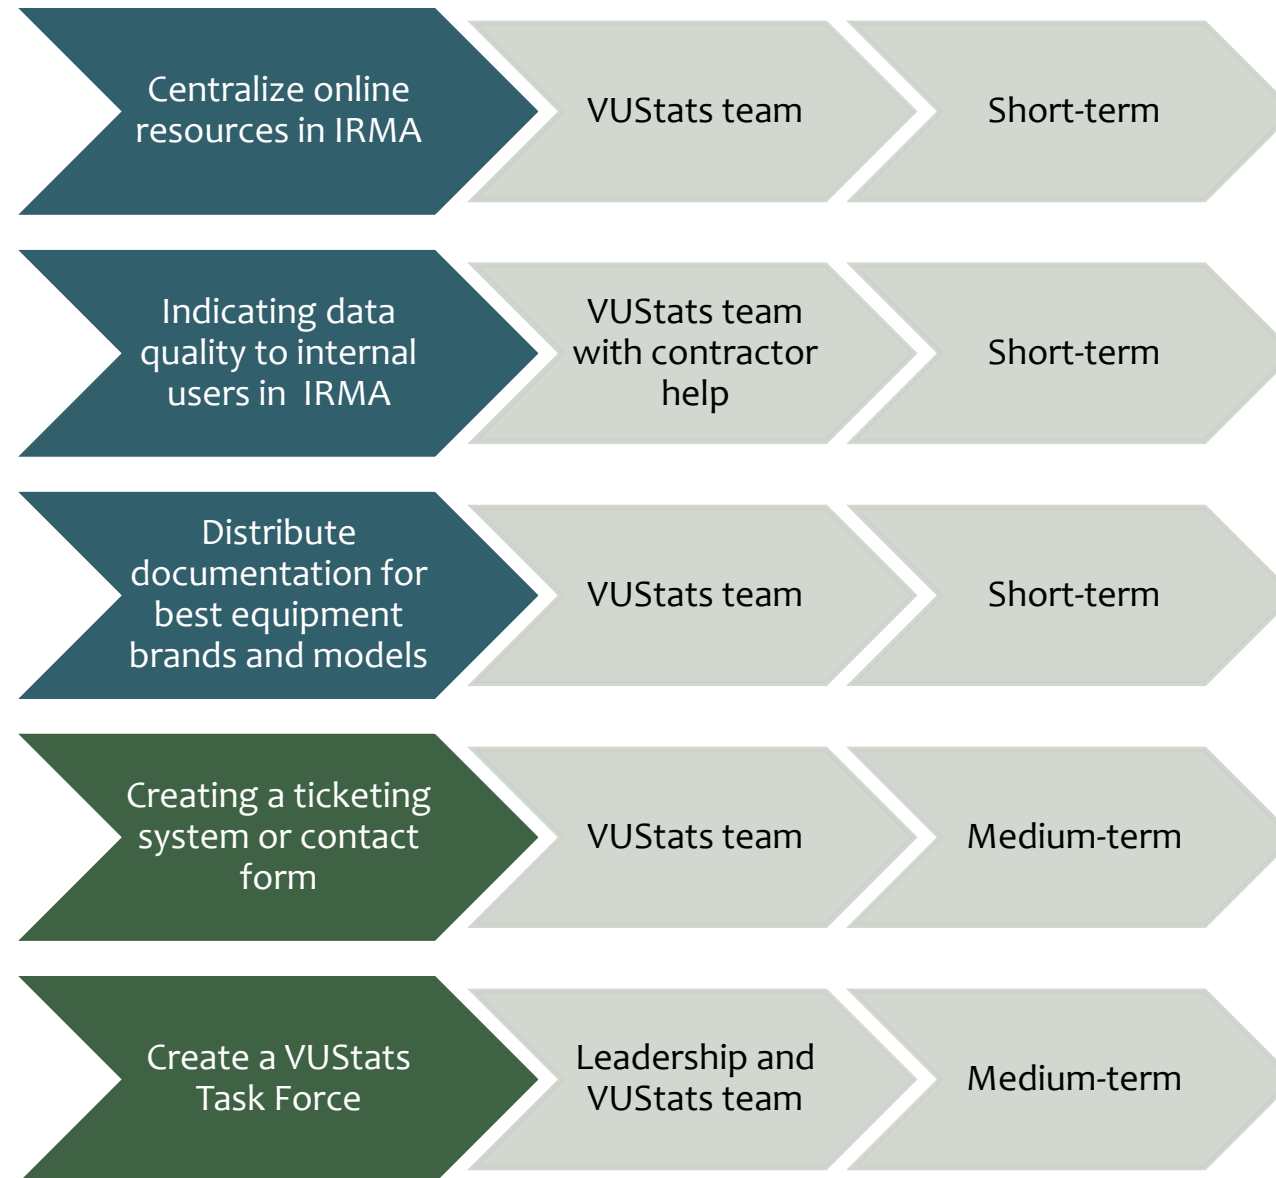 Centralize online
resources in IRMA
VUStats team
Short-term
Indicating data
quality to internal
users in  IRMA
VUStats team
with contractor
help
Short-term
Distribute
documentation for
best equipment
brands and models
VUStats team
Short-term
Creating a ticketing
system or contact
form
VUStats team
Medium-term
Create a VUStats
Task Force
Leadership and
VUStats team
Medium-term